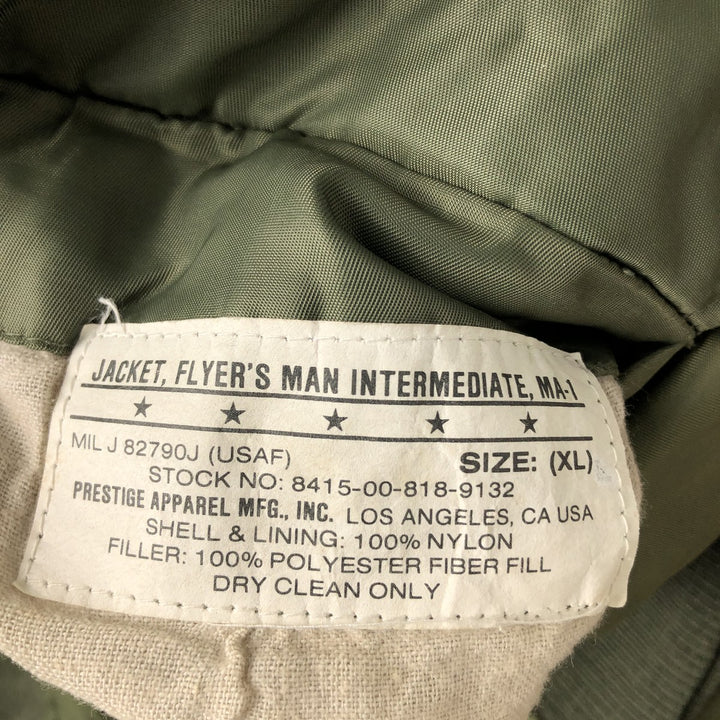 JACKET, FLYER'S MAN INTERMEDIATE, MA-1
MIL J 82790J (USAF) SIZE: (XL)
STOCK NO: 8415-00-818-9132
PRESTIGE APPAREL MFG., INC. LOS ANGELES, CA USA
SHELL & LINING: 100% NYLON
FILLER: 100% POLYESTER FIBER FILL
DRY CLEAN ONLY